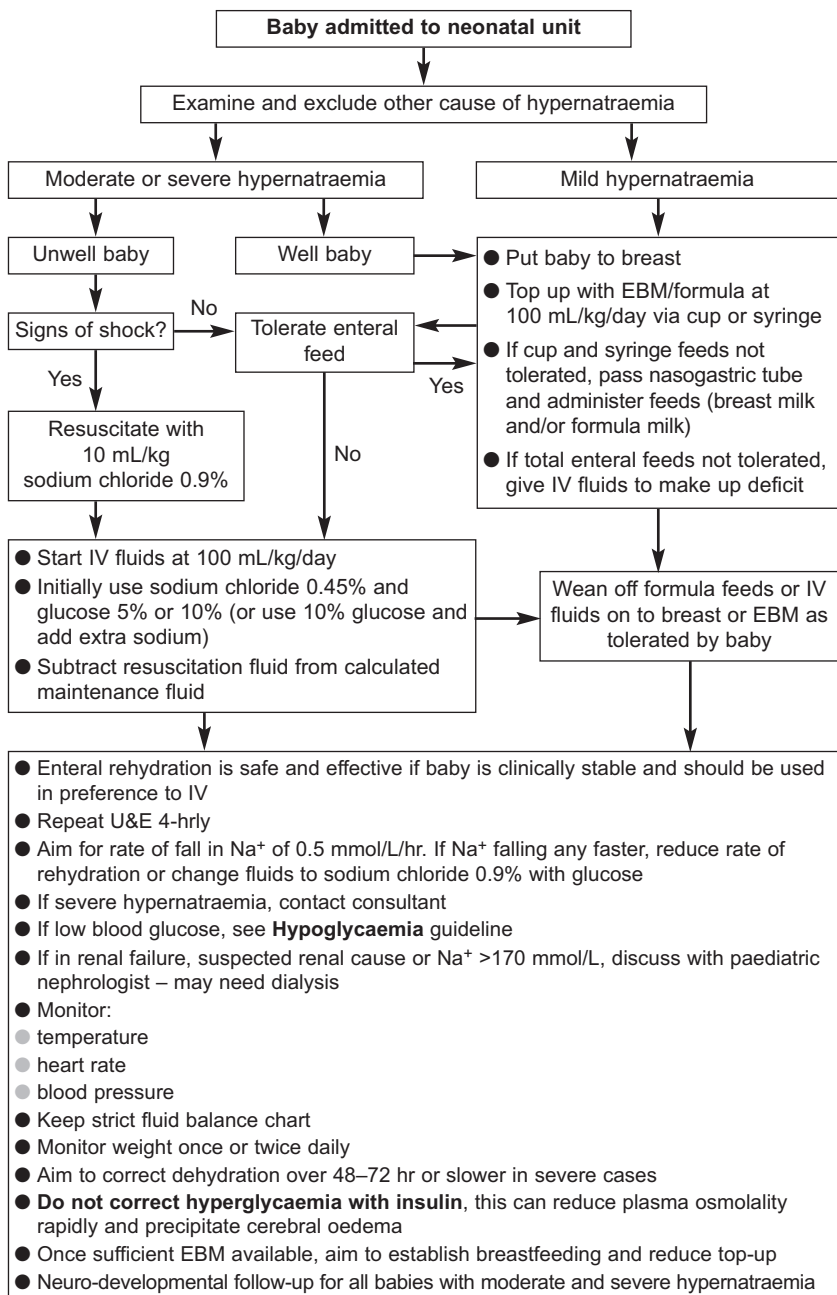 Baby admitted to neonatal unit
Examine and exclude other cause of hypernatraemia
Moderate or severe hypernatraemia
Mild hypernatraemia
Unwell baby
Well baby
● Put baby to breast
● Top up with EBM/formula at
100 mL/kg/day via cup or syringe
● If cup and syringe feeds not
tolerated, pass nasogastric tube
and administer feeds (breast milk
and/or formula milk)
● If total enteral feeds not tolerated,
give IV fluids to make up deficit
Signs of shock?
No
Tolerate enteral
feed
Yes
Yes
Resuscitate with
10 mL/kg
sodium chloride 0.9%
No
● Start IV fluids at 100 mL/kg/day
● Initially use sodium chloride 0.45% and
glucose 5% or 10% (or use 10% glucose and
add extra sodium)
● Subtract resuscitation fluid from calculated
maintenance fluid
Wean off formula feeds or IV
fluids on to breast or EBM as
tolerated by baby
● Enteral rehydration is safe and effective if baby is clinically stable and should be used
in preference to IV
● Repeat U&E 4-hrly
● Aim for rate of fall in Na⁺ of 0.5 mmol/L/hr. If Na⁺ falling any faster, reduce rate of
rehydration or change fluids to sodium chloride 0.9% with glucose
● If severe hypernatraemia, contact consultant
● If low blood glucose, see Hypoglycaemia guideline
● If in renal failure, suspected renal cause or Na⁺ >170 mmol/L, discuss with paediatric
nephrologist – may need dialysis
● Monitor:
● temperature
● heart rate
● blood pressure
● Keep strict fluid balance chart
● Monitor weight once or twice daily
● Aim to correct dehydration over 48–72 hr or slower in severe cases
● Do not correct hyperglycaemia with insulin, this can reduce plasma osmolality
rapidly and precipitate cerebral oedema
● Once sufficient EBM available, aim to establish breastfeeding and reduce top-up
● Neuro-developmental follow-up for all babies with moderate and severe hypernatraemia